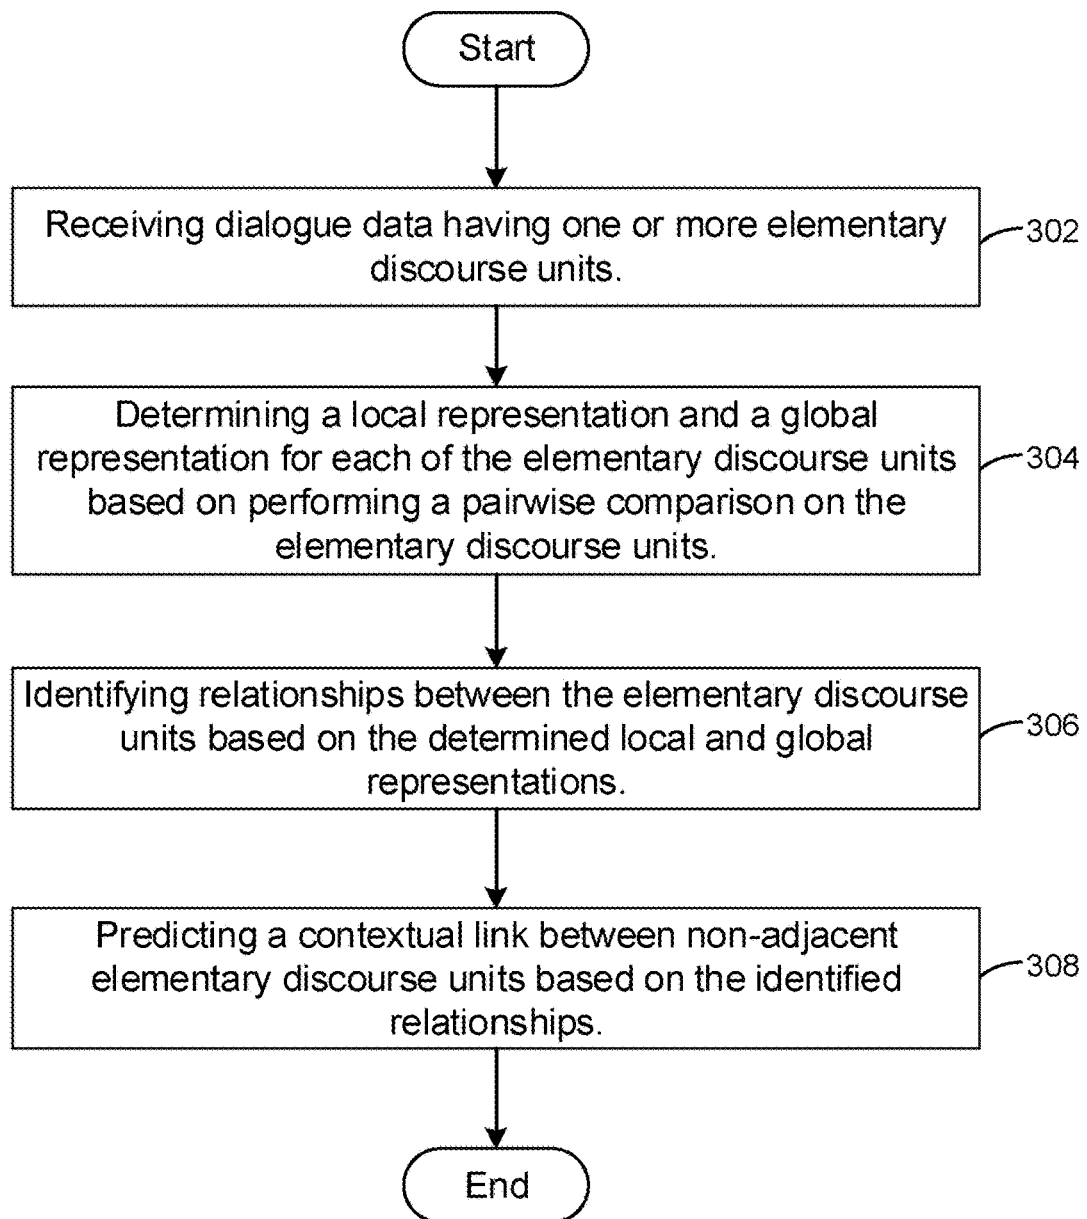 Start
Receiving dialogue data having one or more elementary
discourse units.
302
Determining a local representation and a global
representation for each of the elementary discourse units
based on performing a pairwise comparison on the
elementary discourse units.
304
Identifying relationships between the elementary discourse
units based on the determined local and global
representations.
306
Predicting a contextual link between non-adjacent
elementary discourse units based on the identified
relationships.
308
End